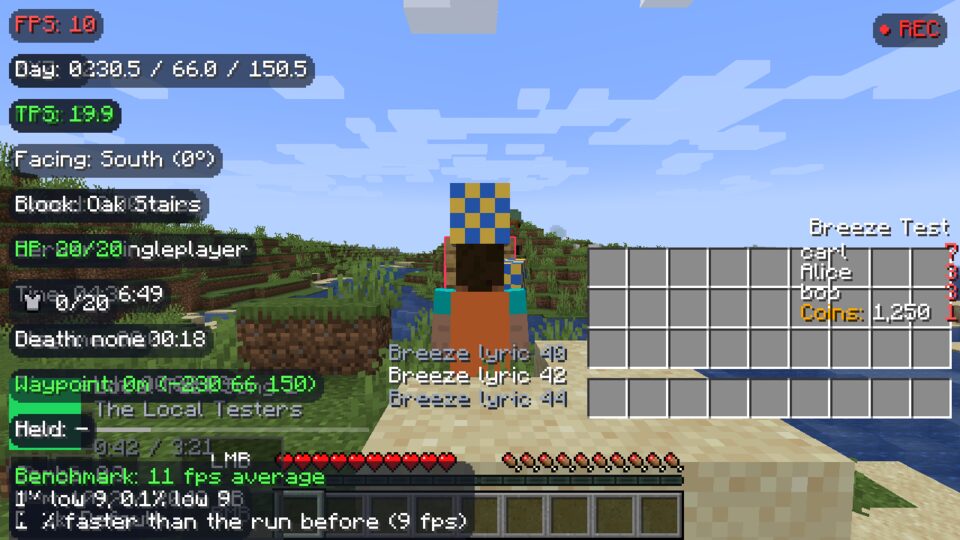 FPS: 10
REC
Day: 0230.5 / 66.0 / 150.5
TPS: 19.9
Facing: South (0°)
Block: Oak Stairs
HP: 20/20 ingleplayer
Breeze Test
carl 7
Alice 3
bob 3
Coins: 1,250 1
6:49
0/20
Death: none 00:18
Breeze lyric 40
Breeze lyric 42
Breeze lyric 44
Waypoint: 0m (-230 66 150)
The Local Testers
Held: -
0:42 / 3:21
LMB
Benchmark: 11 fps average
1% low 9, 0.1% low 9
% faster than the run before (9 fps)